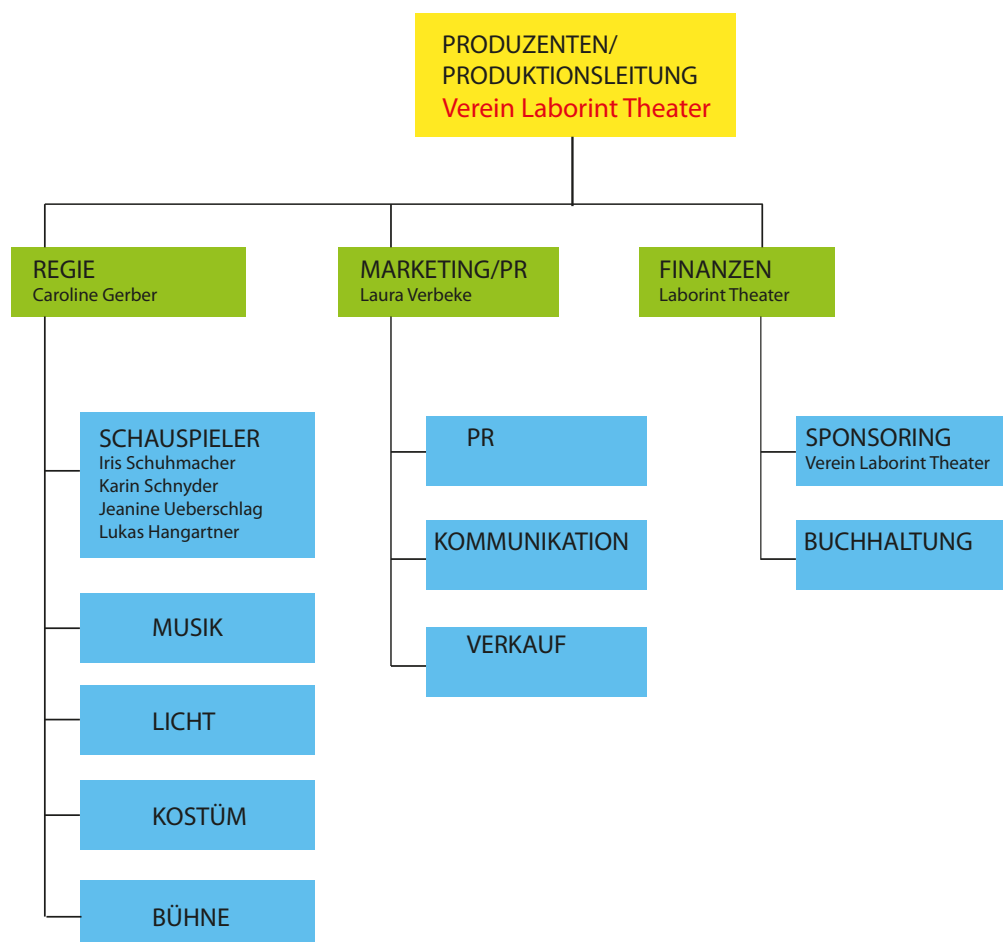 PRODUZENTEN/
PRODUKTIONSLEITUNG
Verein Laborint Theater
REGIE
Caroline Gerber
MARKETING/PR
Laura Verbeke
FINANZEN
Laborint Theater
SCHAUSPIELER
Iris Schuhmacher
Karin Schnyder
Jeanine Ueberschlag
Lukas Hangartner
MUSIK
LICHT
KOSTÜM
BÜHNE
PR
KOMMUNIKATION
VERKAUF
SPONSORING
Verein Laborint Theater
BUCHHALTUNG